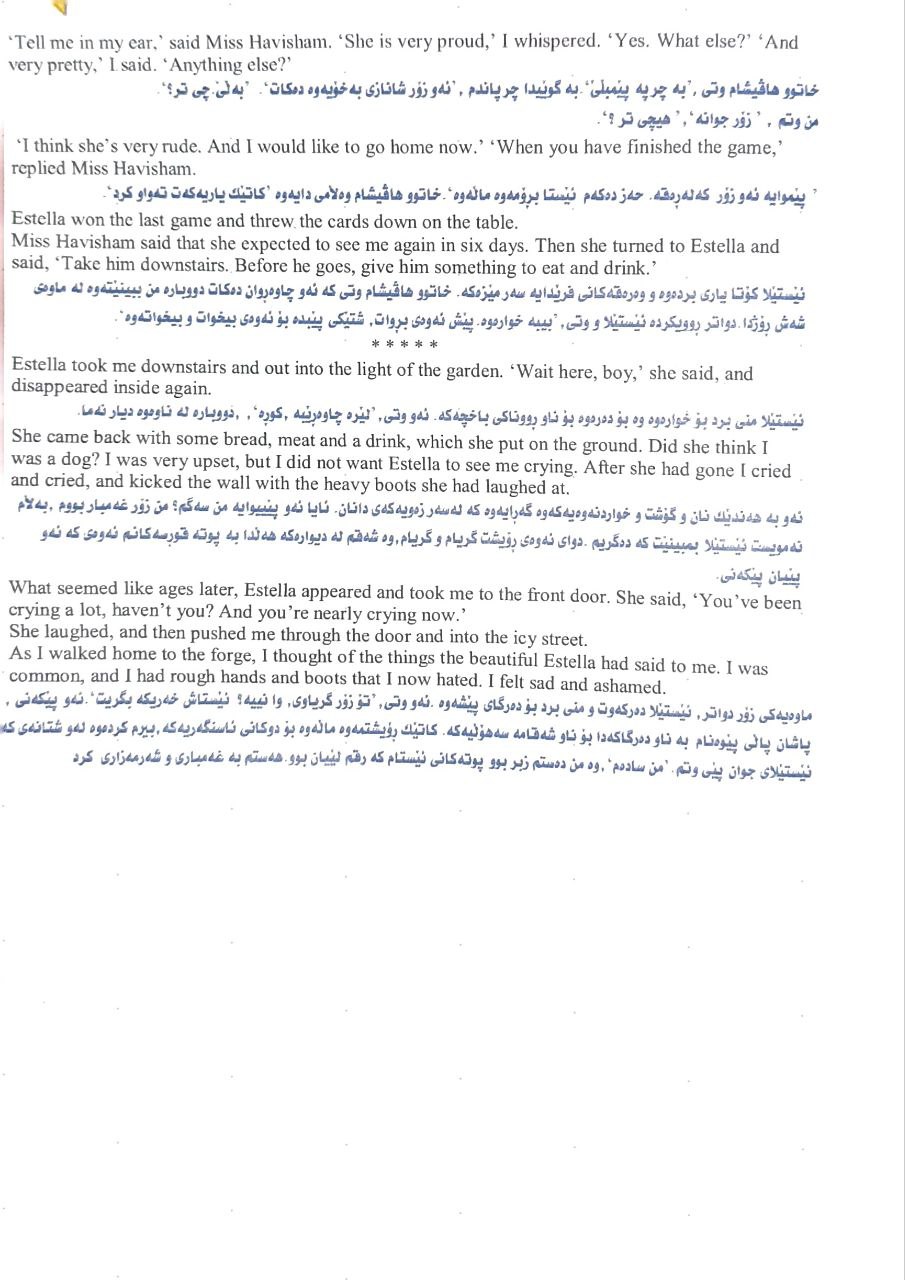 ‘Tell me in my ear,’ said Miss Havisham. ‘She is very proud,’ I whispered. ‘Yes. What else?’ ‘And
very pretty,’ I said. ‘Anything else?’
خاتوو هاڤیشام وتی ,’بە چرپە پێمبڵێ‘.بە گوێیدا چرپاندم ,’ئەو زۆر شانازی بەخۆیەوە دەکات‘. ’بەڵێ.چی تر؟‘.
من وتم , ’ زۆر جوانە‘,’ هیچی تر ؟‘.
‘I think she’s very rude. And I would like to go home now.’ ‘When you have finished the game,’
replied Miss Havisham.
’ پێموایە ئەو زۆر کەلەڕەقە. حەز دەکەم ئێستا بڕۆمەوە ماڵەوە‘.خاتوو هاڤیشام وەڵامی دایەوە ’کاتێك یاریەکەت تەواو کرد‘.
Estella won the last game and threw the cards down on the table.
Miss Havisham said that she expected to see me again in six days. Then she turned to Estella and
said, ‘Take him downstairs. Before he goes, give him something to eat and drink.’
ئێستێلا کۆتا یاری بردەوە و وەرەقەکانی فڕێدایە سەر مێزەکە. خاتوو هاڤیشام وتی کە ئەو چاوەڕوان دەکات دووبارە من ببینێتەوە لە ماوەی
شەش رۆژدا.دواتر روویکردە ئێستێلا و وتی,’بیبە خوارەوە.پێش ئەوەی بڕوات, شتێکی پێبدە بۆ ئەوەی بیخوات و بیخواتەوە‘.
* * * * *
Estella took me downstairs and out into the light of the garden. ‘Wait here, boy,’ she said, and
disappeared inside again.
ئێستێلا منی برد بۆ خوارەوە وە بۆ دەرەوە بۆ ناو رووناکی باخچەکە. ئەو وتی,’لێرە چاوەڕێبە ,کوڕە‘, ,دووبارە لە ناوەوە دیار نەما.
She came back with some bread, meat and a drink, which she put on the ground. Did she think I
was a dog? I was very upset, but I did not want Estella to see me crying. After she had gone I cried
and cried, and kicked the wall with the heavy boots she had laughed at.
ئەو بە هەندێك نان و گۆشت و خواردنەوەیەکەوە گەڕایەوە کە لەسەر زەویەکەی دانان. ئایا ئەو پێیوایە من سەگم؟ من زۆر غەمبار بووم ,بەڵام
نەمویست ئێستێلا بمبینێت کە دەگریم .دوای ئەوەی رۆیشت گریام و گریام,وە شەقم لە دیوارەکە هەڵدا بە پوتە قورسەکانم ئەوەی کە ئەو
پێیان پێکەنی.
What seemed like ages later, Estella appeared and took me to the front door. She said, ‘You’ve been
crying a lot, haven’t you? And you’re nearly crying now.’
She laughed, and then pushed me through the door and into the icy street.
As I walked home to the forge, I thought of the things the beautiful Estella had said to me. I was
common, and I had rough hands and boots that I now hated. I felt sad and ashamed.
ماوەیەکی زۆر دواتر, ئێستێلا دەرکەوت و منی برد بۆ دەرگای پێشەوە. ئەو وتی,’تۆ زۆر گریاوی, وا نییە؟ ئێستاش خەریکە بگریت‘.ئەو پێکەنی ,
پاشان پاڵی پێوەنام بە ناو دەرگاکەدا بۆ ناو شەقامە سەهۆڵیەکە. کاتێك رۆیشتمەوە ماڵەوە بۆ دوکانی ئاسنگەریەکە,بیرم کردەوە لەو شتانەی کە
ئێستێلای جوان پێی وتم.’من سادەم‘,وە من دەستم زبر بوو پوتەکانی ئێستام کە رقم لێیان بوو.هەستم بە غەمباری و شەرمەزاری کرد